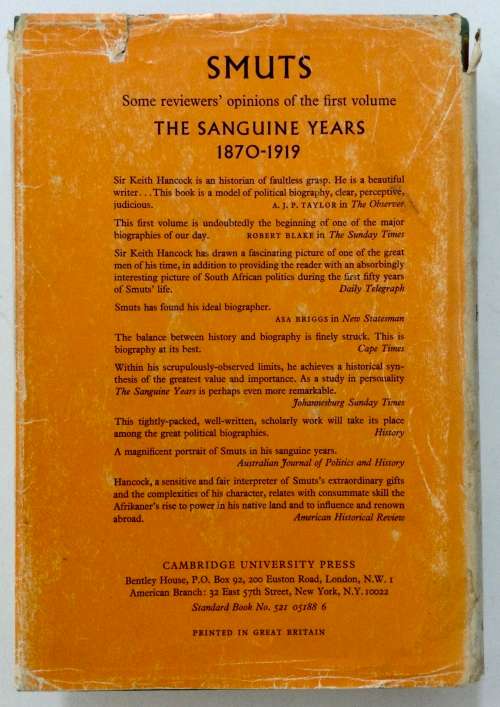 SMUTS
Some reviewers' opinions of the first volume
THE SANGUINE YEARS
1870-1919
Sir Keith Hancock is an historian of faultless grasp. He is a beautiful
writer...This book is a model of political biography, clear, perceptive,
judicious. A. J. P. TAYLOR in The Observer
This first volume is undoubtedly the beginning of one of the major
biographies of our day. ROBERT BLAKE in The Sunday Times
Sir Keith Hancock has drawn a fascinating picture of one of the great
men of his time, in addition to providing the reader with an absorbingly
interesting picture of South African politics during the first fifty years
of Smuts' life. Daily Telegraph
Smuts has found his ideal biographer.
ASA BRIGGS in New Statesman
The balance between history and biography is finely struck. This is
biography at its best. Cape Times
Within his scrupulously-observed limits, he achieves a historical syn-
thesis of the greatest value and importance. As a study in personality
The Sanguine Years is perhaps even more remarkable.
Johannesburg Sunday Times
This tightly-packed, well-written, scholarly work will take its place
among the great political biographies. History
A magnificent portrait of Smuts in his sanguine years.
Australian Journal of Politics and History
Hancock, a sensitive and fair interpreter of Smuts's extraordinary gifts
and the complexities of his character, relates with consummate skill the
Afrikaner's rise to power in his native land and to influence and renown
abroad. American Historical Review
CAMBRIDGE UNIVERSITY PRESS
Bentley House, P.O. Box 92, 200 Euston Road, London, N.W. 1
American Branch: 32 East 57th Street, New York, N.Y. 10022
Standard Book No. 521 05188 6
PRINTED IN GREAT BRITAIN